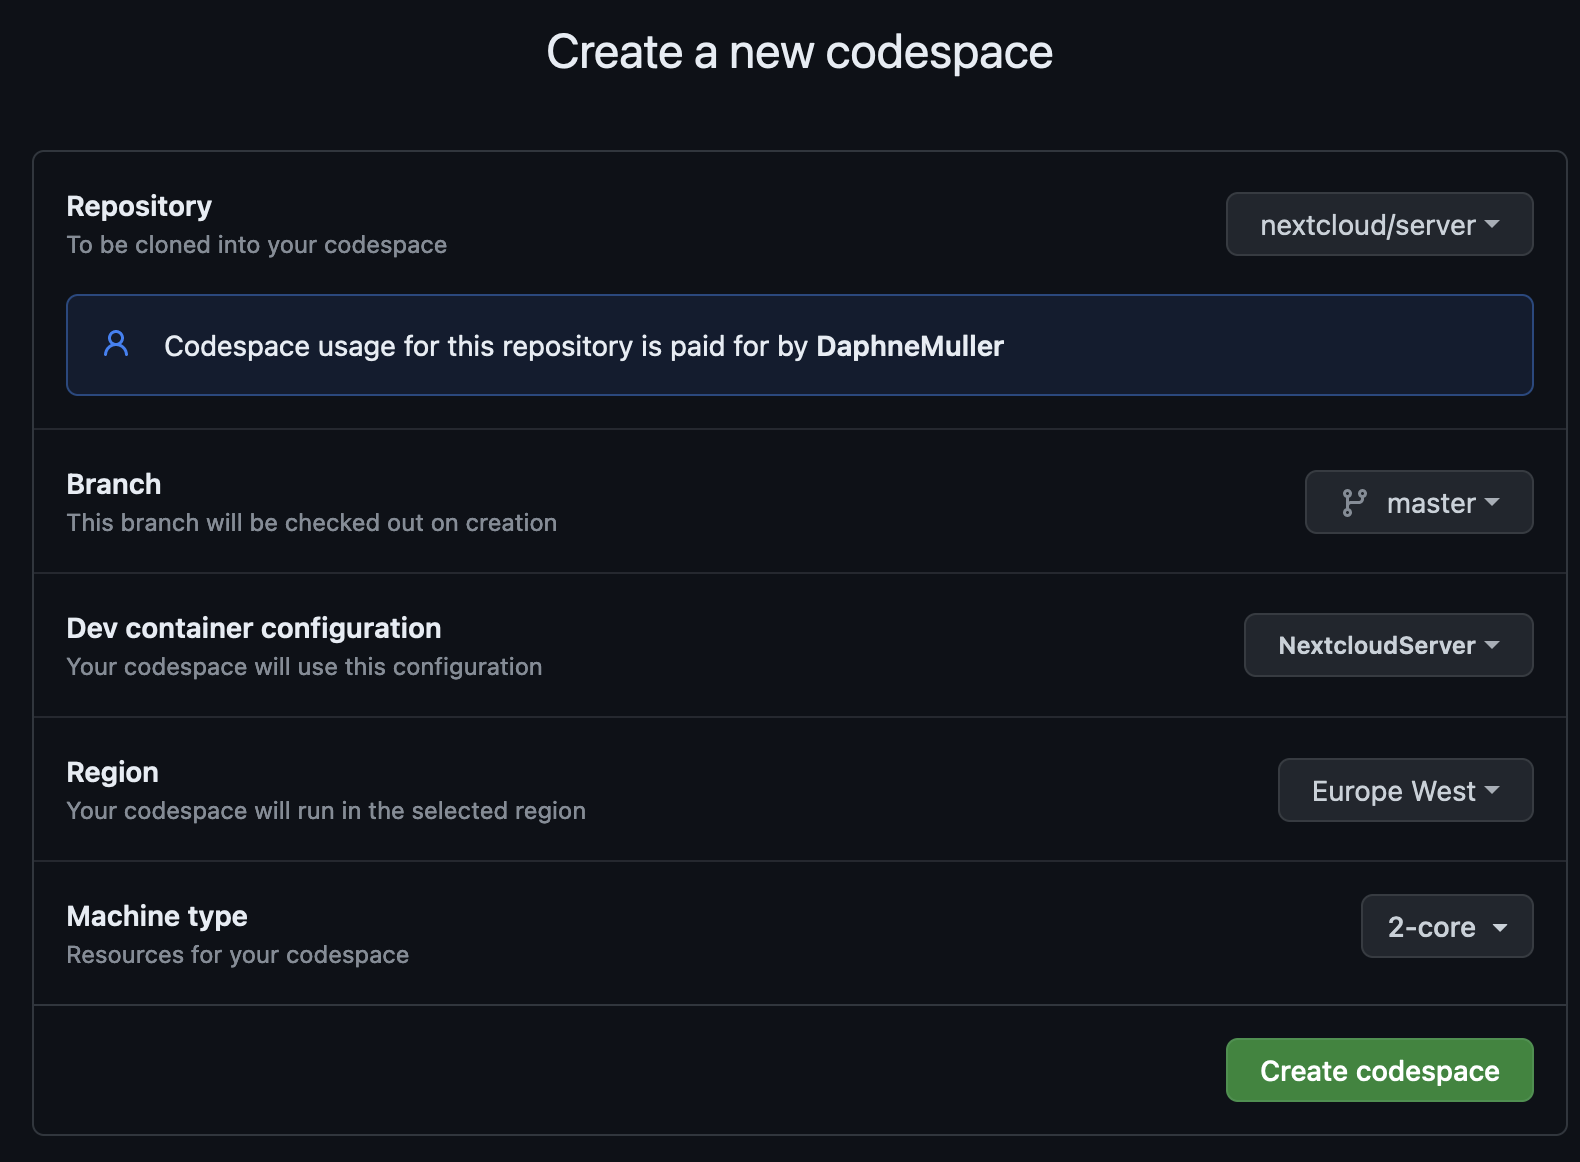 Create a new codespace
Repository
To be cloned into your codespace
nextcloud/server
Codespace usage for this repository is paid for by DaphneMuller
Branch
This branch will be checked out on creation
master
Dev container configuration
Your codespace will use this configuration
NextcloudServer
Region
Your codespace will run in the selected region
Europe West
Machine type
Resources for your codespace
2-core
Create codespace